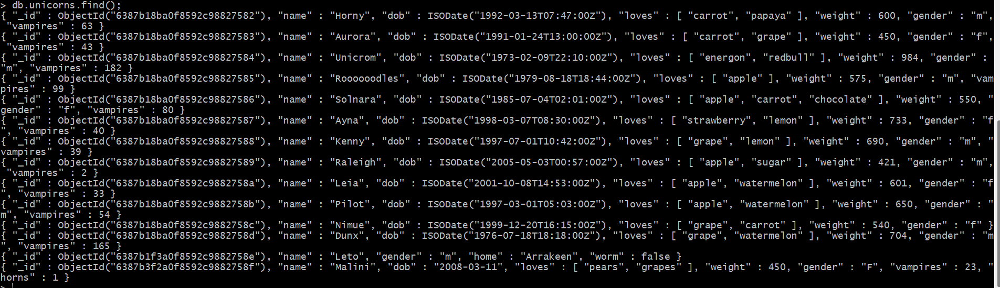 > db.unicorns.find();
{ "_id" : ObjectId("6387b18ba0f8592c98827582"), "name" : "Horny", "dob" : ISODate("1992-03-13T07:47:00Z"), "loves" : [ "carrot", "papaya" ], "weight" : 600, "gender" : "m",
 "vampires" : 63 }
{ "_id" : ObjectId("6387b18ba0f8592c98827583"), "name" : "Aurora", "dob" : ISODate("1991-01-24T13:00:00Z"), "loves" : [ "carrot", "grape" ], "weight" : 450, "gender" : "f",
 "vampires" : 43 }
{ "_id" : ObjectId("6387b18ba0f8592c98827584"), "name" : "Unicrom", "dob" : ISODate("1973-02-09T22:10:00Z"), "loves" : [ "energon", "redbull" ], "weight" : 984, "gender" :
"m", "vampires" : 182 }
{ "_id" : ObjectId("6387b18ba0f8592c98827585"), "name" : "Roooooodles", "dob" : ISODate("1979-08-18T18:44:00Z"), "loves" : [ "apple" ], "weight" : 575, "gender" : "m", "vam
pires" : 99 }
{ "_id" : ObjectId("6387b18ba0f8592c98827586"), "name" : "Solnara", "dob" : ISODate("1985-07-04T02:01:00Z"), "loves" : [ "apple", "carrot", "chocolate" ], "weight" : 550, "
gender" : "f", "vampires" : 80 }
{ "_id" : ObjectId("6387b18ba0f8592c98827587"), "name" : "Ayna", "dob" : ISODate("1998-03-07T08:30:00Z"), "loves" : [ "strawberry", "lemon" ], "weight" : 733, "gender" : "f
", "vampires" : 40 }
{ "_id" : ObjectId("6387b18ba0f8592c98827588"), "name" : "Kenny", "dob" : ISODate("1997-07-01T10:42:00Z"), "loves" : [ "grape", "lemon" ], "weight" : 690, "gender" : "m", "
vampires" : 39 }
{ "_id" : ObjectId("6387b18ba0f8592c98827589"), "name" : "Raleigh", "dob" : ISODate("2005-05-03T00:57:00Z"), "loves" : [ "apple", "sugar" ], "weight" : 421, "gender" : "m",
 "vampires" : 2 }
{ "_id" : ObjectId("6387b18ba0f8592c9882758a"), "name" : "Leia", "dob" : ISODate("2001-10-08T14:53:00Z"), "loves" : [ "apple", "watermelon" ], "weight" : 601, "gender" : "f
", "vampires" : 33 }
{ "_id" : ObjectId("6387b18ba0f8592c9882758b"), "name" : "Pilot", "dob" : ISODate("1997-03-01T05:03:00Z"), "loves" : [ "apple", "watermelon" ], "weight" : 650, "gender" : "
m", "vampires" : 54 }
{ "_id" : ObjectId("6387b18ba0f8592c9882758c"), "name" : "Nimue", "dob" : ISODate("1999-12-20T16:15:00Z"), "loves" : [ "grape", "carrot" ], "weight" : 540, "gender" : "f" }
{ "_id" : ObjectId("6387b18ba0f8592c9882758d"), "name" : "Dunx", "dob" : ISODate("1976-07-18T18:18:00Z"), "loves" : [ "grape", "watermelon" ], "weight" : 704, "gender" : "m
", "vampires" : 165 }
{ "_id" : ObjectId("6387b1f3a0f8592c9882758e"), "name" : "Leto", "gender" : "m", "home" : "Arrakeen", "worm" : false }
{ "_id" : ObjectId("6387b3f2a0f8592c9882758f"), "name" : "Malini", "dob" : "2008-03-11", "loves" : [ "pears", "grapes" ], "weight" : 450, "gender" : "F", "vampires" : 23, "
horns" : 1 }
>